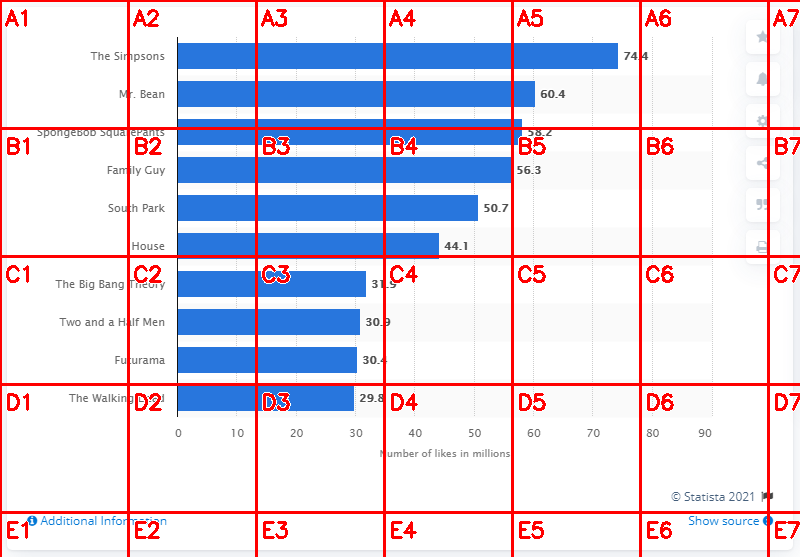 The Simpsons 74.4
Mr. Bean 60.4
SpongeBob SquarePants 58.2
Family Guy 56.3
South Park 50.7
House 44.1
The Big Bang Theory 31.9
Two and a Half Men 30.9
Futurama 30.4
The Walking Dead 29.8
0 10 20 30 40 50 60 70 80 90
Number of likes in millions
© Statista 2021
Additional Information Show source
A1 A2 A3 A4 A5 A6 A7
B1 B2 B3 B4 B5 B6 B7
C1 C2 C3 C4 C5 C6 C7
D1 D2 D3 D4 D5 D6 D7
E1 E2 E3 E4 E5 E6 E7